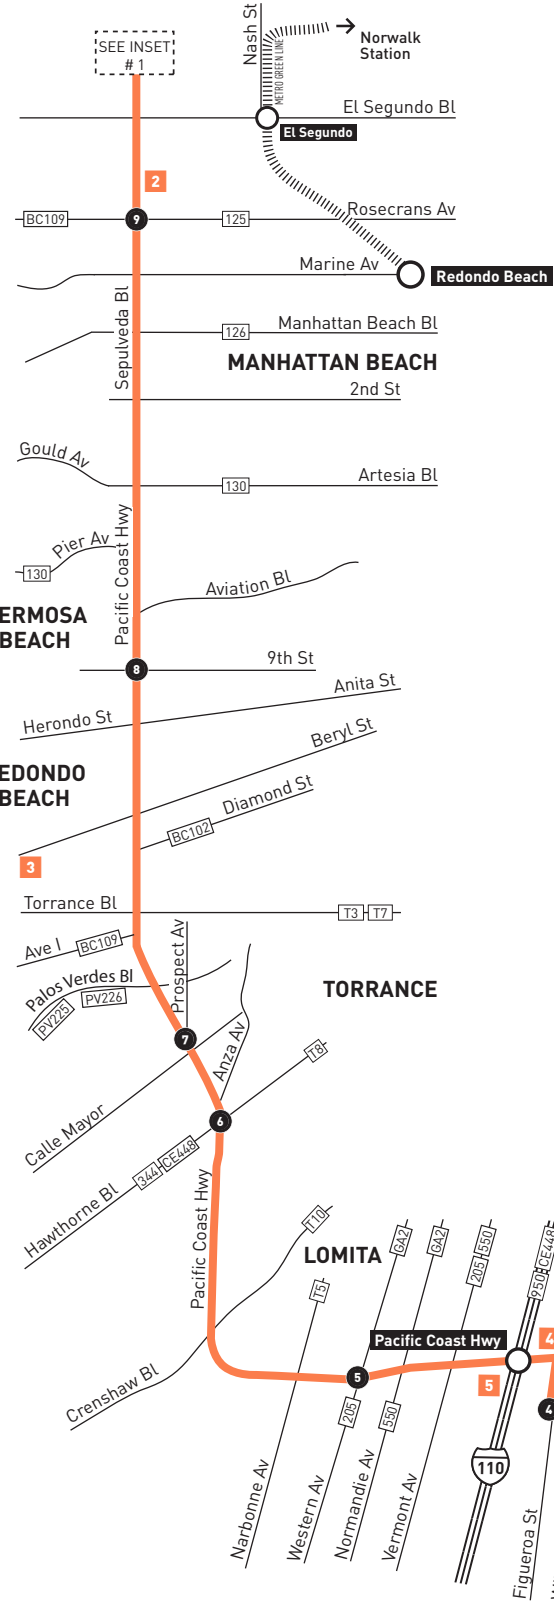 Nash St
SEE INSET
# 1
METRO GREEN LINE
Norwalk
Station
El Segundo Bl
El Segundo
2
BC109
9
125
Rosecrans Av
Marine Av
Redondo Beach
Sepulveda Bl
126
Manhattan Beach Bl
MANHATTAN BEACH
2nd St
Gould Av
130
Artesia Bl
Pacific Coast Hwy
Pier Av
130
Aviation Bl
ERMOSA
BEACH
8
9th St
Herondo St
Anita St
Beryl St
EDONDO
BEACH
Diamond St
BC102
3
Torrance Bl
T3
T7
Ave I
BC109
Prospect Av
Palos Verdes Bl
PV225
PV226
TORRANCE
7
Anza Av
T8
Calle Mayor
6
344
CE448
Hawthorne Bl
Pacific Coast Hwy
T10
LOMITA
GA2
GA2
205
550
950
CE448
T5
Pacific Coast Hwy
4
5
5
4
Crenshaw Bl
205
550
110
Narbonne Av
Western Av
Normandie Av
Vermont Av
Figueroa St